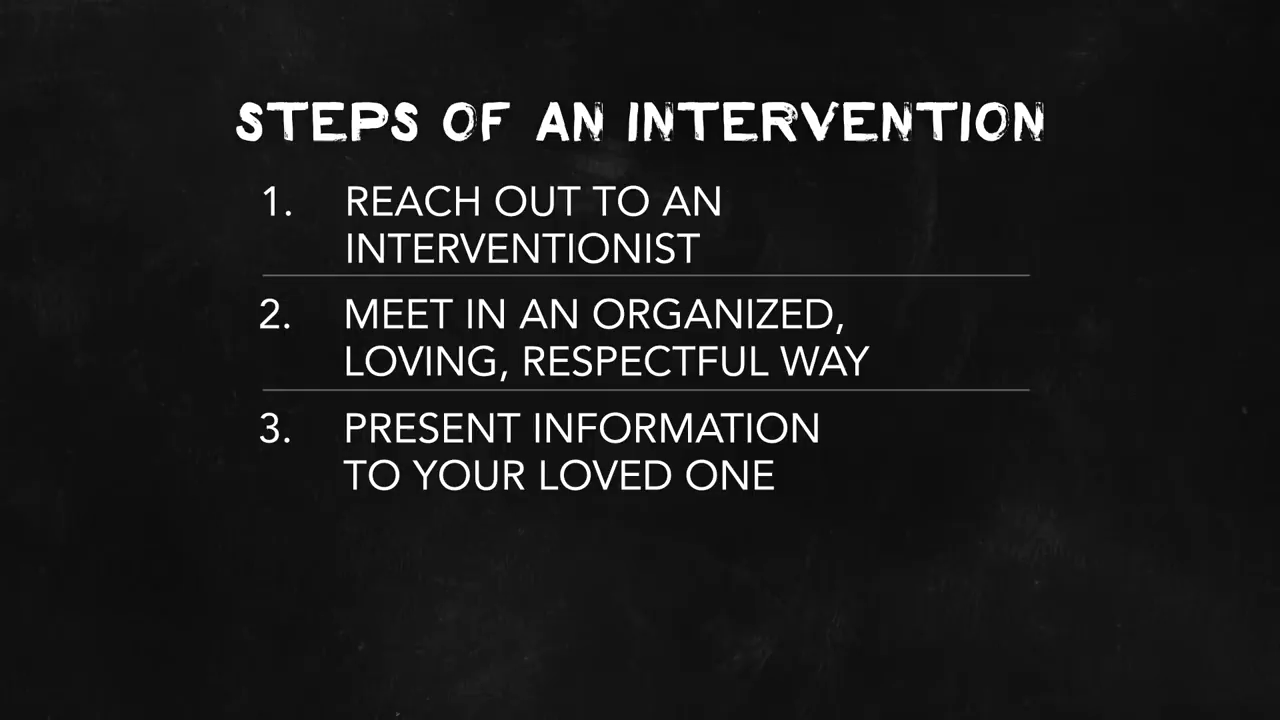 STEPS OF AN INTERVENTION
1. REACH OUT TO AN
INTERVENTIONIST
2. MEET IN AN ORGANIZED,
LOVING, RESPECTFUL WAY
3. PRESENT INFORMATION
TO YOUR LOVED ONE